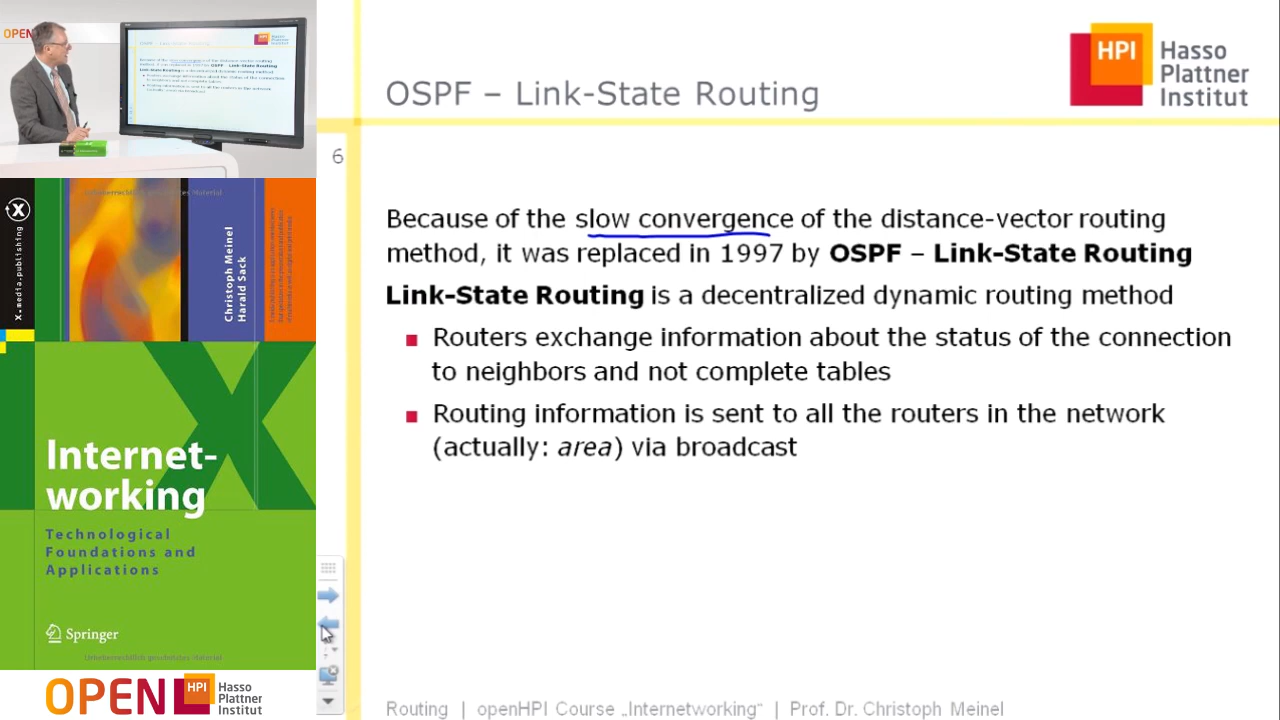 OPEN
OSPF – Link-State Routing
HPI Hasso
Plattner
Institut
6
Because of the slow convergence of the distance-vector routing
method, it was replaced in 1997 by OSPF – Link-State Routing
Link-State Routing is a decentralized dynamic routing method
Routers exchange information about the status of the connection
to neighbors and not complete tables
Routing information is sent to all the routers in the network
(actually: area) via broadcast
Routing | openHPI Course „Internetworking“ | Prof. Dr. Christoph Meinel
X.media.publishing
Christoph Meinel
Harald Sack
Internet-
working
Technological
Foundations and
Applications
Springer
Urheberrechtlich geschütztes Material
OPEN HPI Hasso
Plattner
Institut